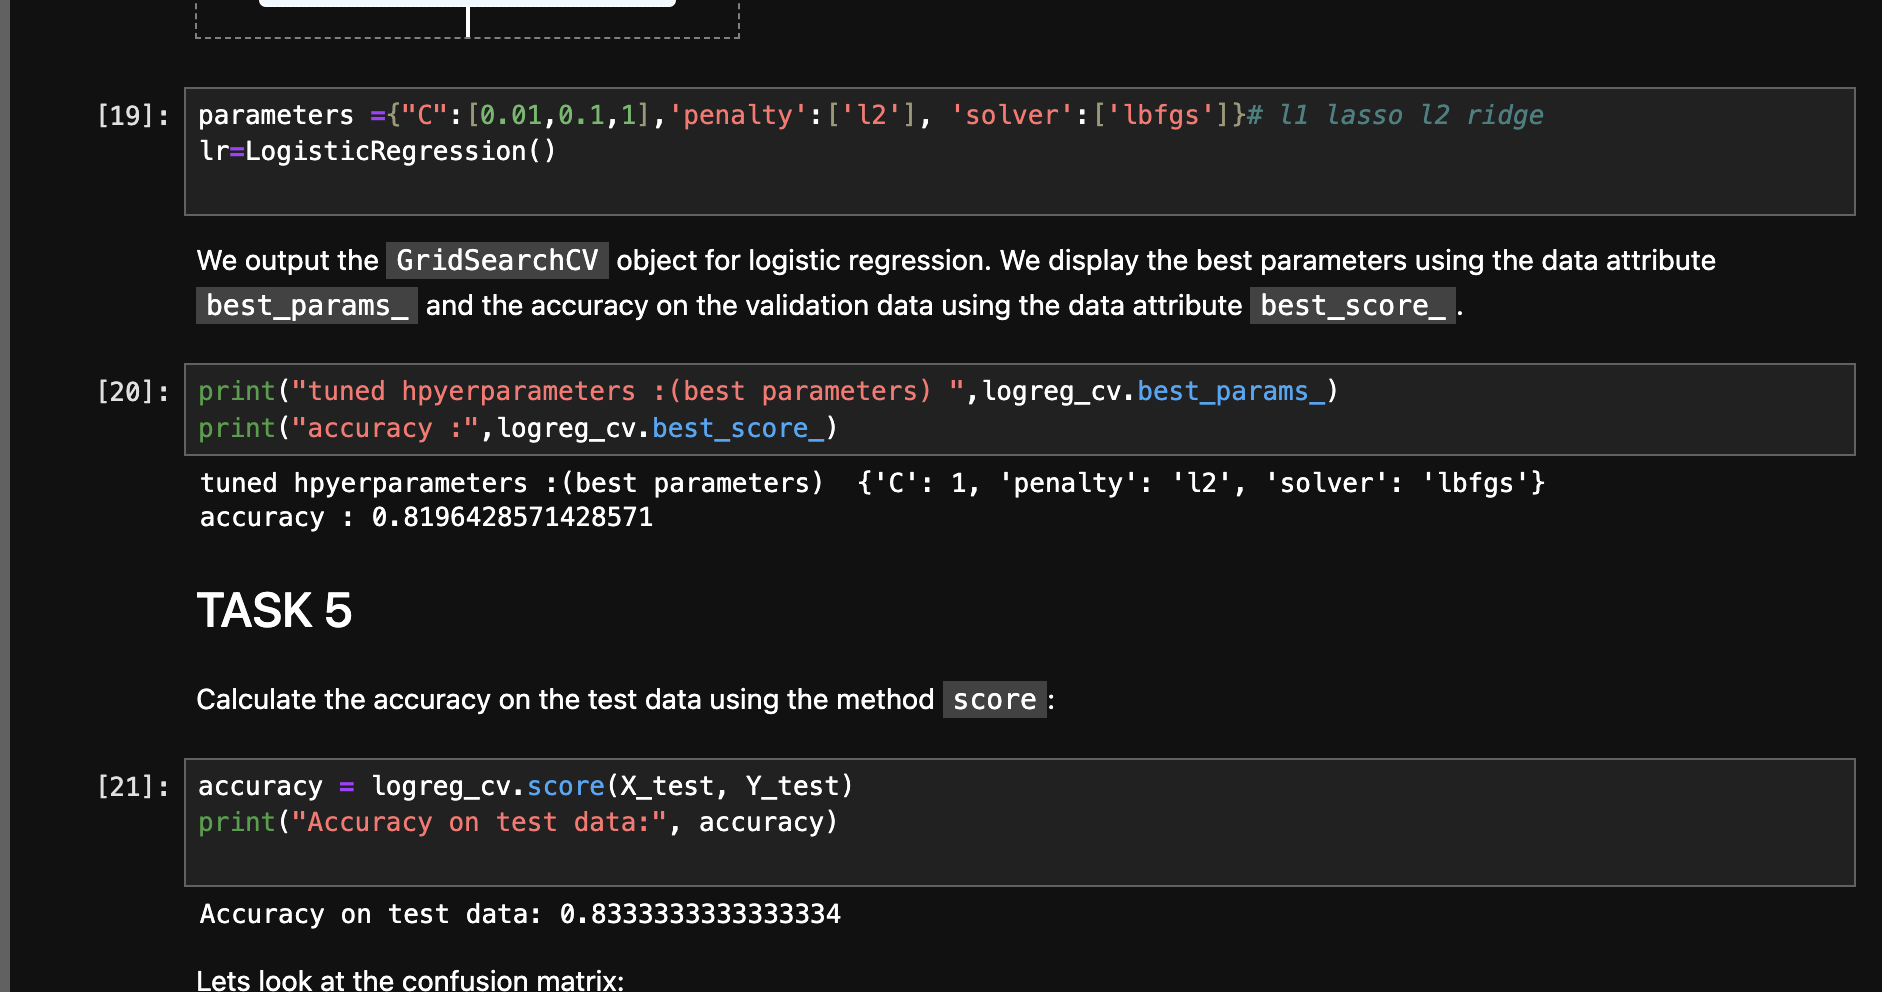 [19]: parameters ={"C":[0.01,0.1,1],'penalty':['l2'], 'solver':['lbfgs']}# l1 lasso l2 ridge
lr=LogisticRegression()
We output the GridSearchCV object for logistic regression. We display the best parameters using the data attribute
best_params_ and the accuracy on the validation data using the data attribute best_score_.
[20]: print("tuned hpyerparameters :(best parameters) ",logreg_cv.best_params_)
print("accuracy :",logreg_cv.best_score_)
tuned hpyerparameters :(best parameters)  {'C': 1, 'penalty': 'l2', 'solver': 'lbfgs'}
accuracy : 0.8196428571428571
TASK 5
Calculate the accuracy on the test data using the method score:
[21]: accuracy = logreg_cv.score(X_test, Y_test)
print("Accuracy on test data:", accuracy)
Accuracy on test data: 0.8333333333333334
Lets look at the confusion matrix: